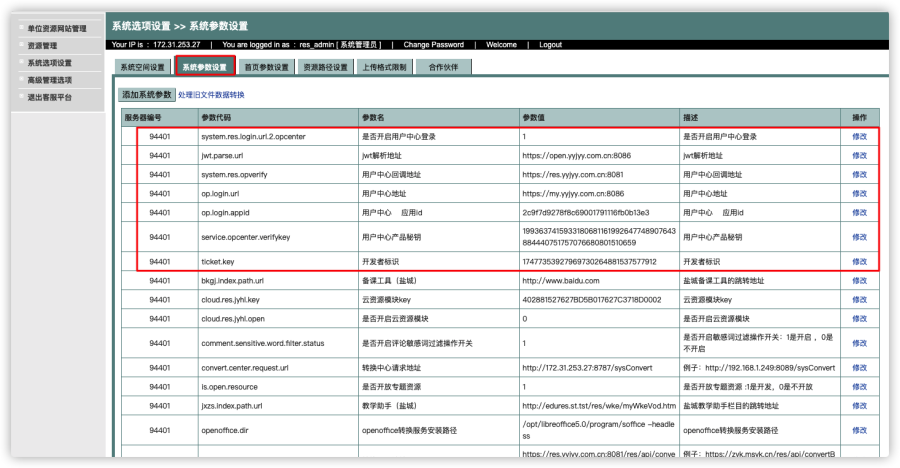 单位资源网站管理
资源管理
系统选项设置
高级管理选项
退出客服平台
系统选项设置 >> 系统参数设置
Your IP is : 172.31.253.27 | You are logged in as : res_admin [ 系统管理员 ] | Change Password | Welcome | Logout
系统空间设置 系统参数设置 首页参数设置 资源路径设置 上传格式限制 合作伙伴
添加系统参数 处理旧文件数据转换
服务器编号 参数代码 参数名 参数值 描述 操作
94401 system.res.login.url.2.opcenter 是否开启用户中心登录 1 是否开启用户中心登录 修改
94401 jwt.parse.url jwt解析地址 https://open.yyjyy.com.cn:8086 jwt解析地址 修改
94401 system.res.opverify 用户中心回调地址 https://res.yyjyy.com.cn:8081 用户中心回调地址 修改
94401 op.login.url 用户中心地址 https://my.yyjyy.com.cn:8086 用户中心地址 修改
94401 op.login.appid 用户中心 应用id 2c9f7d9278f8c69001791116fb0b13e3 用户中心 应用id 修改
94401 service.opcenter.verifykey 用户中心产品秘钥 1993637415933180681161992647748907643
884440751757076680801510659 用户中心产品秘钥 修改
94401 ticket.key 开发者标识 174773539279697302648815375779​12 开发者标识 修改
94401 bkgj.index.path.url 备课工具（盐城） http://www.baidu.com 盐城备课工具的跳转地址 修改
94401 cloud.res.jyhl.key 云资源模块key 402881527627BD5B017627C3718D0002 云资源模块key 修改
94401 cloud.res.jyhl.open 是否开启云资源模块 0 是否开启云资源模块 修改
94401 comment.sensitive.word.filter.status 是否开启评论敏感词过滤操作开关 1 是否开启敏感词过滤操作开关：1是开启 ，0是
不开启 修改
94401 convert.center.request.url 转换中心请求地址 http://172.31.253.27:8787/sysConvert 例子：http://192.168.1.249:8089/sysConvert 修改
94401 is.open.resource 是否开放专题资源 1 是否开放专题资源 :1是开发，0是不开放 修改
94401 jxzs.index.path.url 教学助手（盐城） http://edures.st.tst/res/wke/myWkeVod.htm 盐城教学助手栏目的跳转地址 修改
94401 openoffice.dir openoffice转换服务安装路径 /opt/libreoffice5.0/program/soffice -headle
ss openoffice转换服务安装路径 修改
https://res.yyjyy.com.cn:8081/res/api/conve 例子：https://zyk.msyk.cn/res/api/convertB